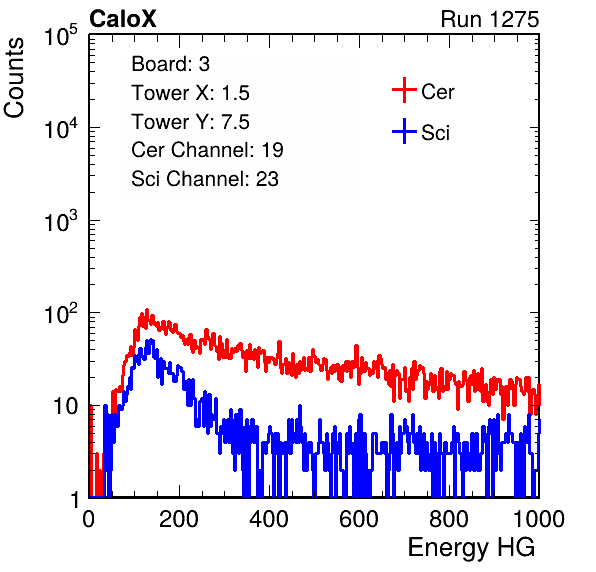 CaloX Run 1275
Counts
Board: 3
Tower X: 1.5
Tower Y: 7.5
Cer Channel: 19
Sci Channel: 23
Cer
Sci
10^5
10^4
10^3
10^2
10
1
0 200 400 600 800 1000
Energy HG